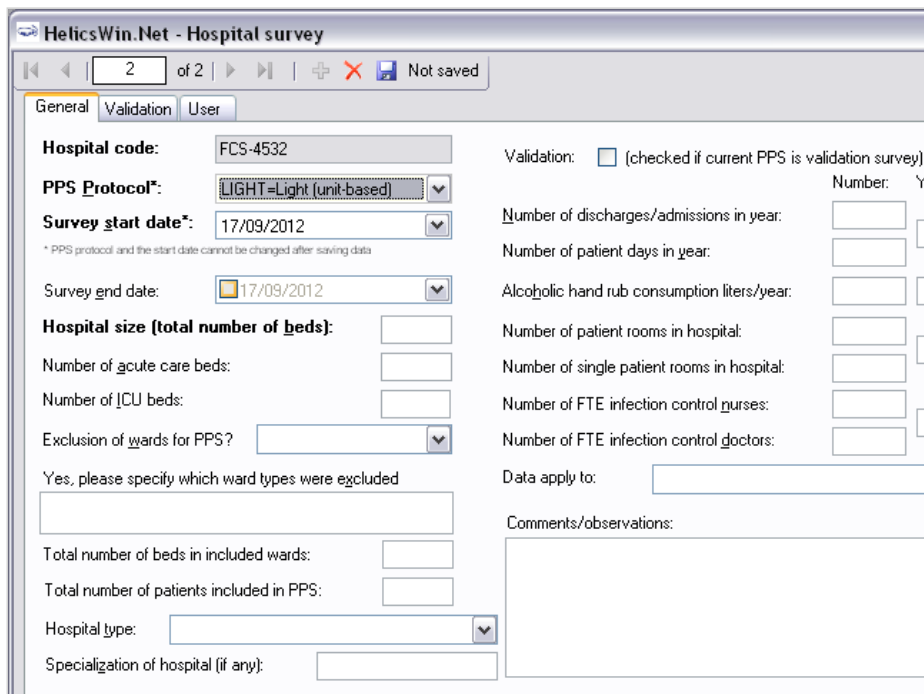 HelicsWin.Net - Hospital survey
2 of 2 Not saved
General Validation User
Hospital code: FCS-4532
PPS Protocol*: LIGHT=Light (unit-based)
Survey start date*: 17/09/2012
* PPS protocol and the start date cannot be changed after saving data
Survey end date: 17/09/2012
Hospital size (total number of beds):
Number of acute care beds:
Number of ICU beds:
Exclusion of wards for PPS?
Yes, please specify which ward types were excluded
Total number of beds in included wards:
Total number of patients included in PPS:
Hospital type:
Specialization of hospital (if any):
Validation: (checked if current PPS is validation survey)
Number: Y
Number of discharges/admissions in year:
Number of patient days in year:
Alcoholic hand rub consumption liters/year:
Number of patient rooms in hospital:
Number of single patient rooms in hospital:
Number of FTE infection control nurses:
Number of FTE infection control doctors:
Data apply to:
Comments/observations: